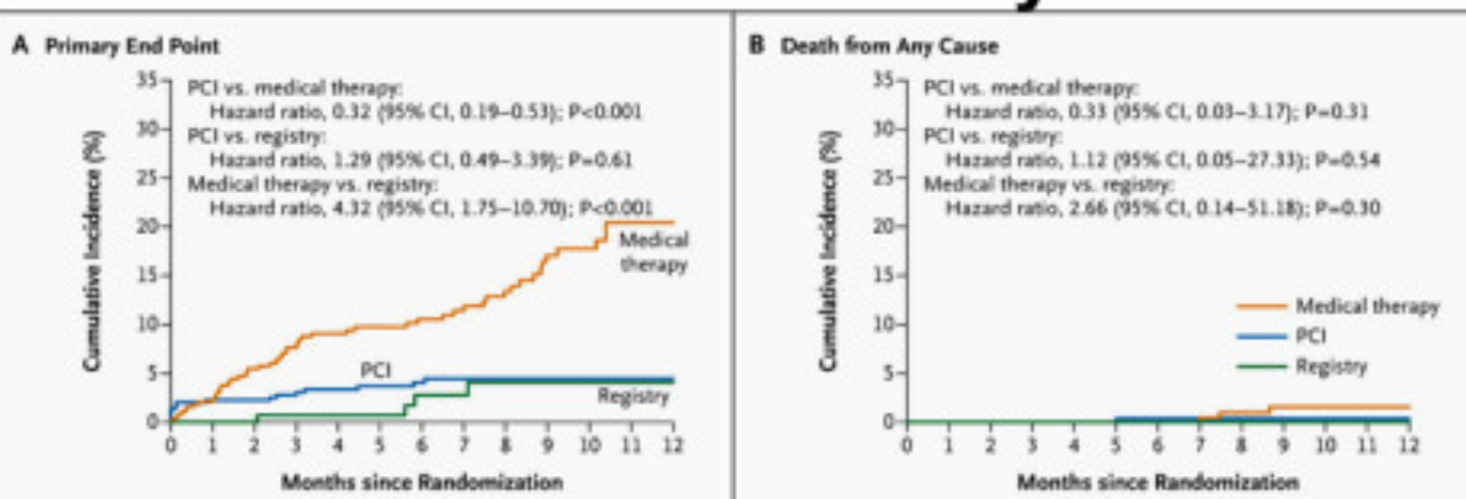 A Primary End Point
35
30
25
20
15
10
5
0
Cumulative Incidence (%)
PCI vs. medical therapy:
Hazard ratio, 0.32 (95% CI, 0.19–0.53); P<0.001
PCI vs. registry:
Hazard ratio, 1.29 (95% CI, 0.49–3.39); P=0.61
Medical therapy vs. registry:
Hazard ratio, 4.32 (95% CI, 1.75–10.70); P<0.001
Medical
therapy
PCI
Registry
0 1 2 3 4 5 6 7 8 9 10 11 12
Months since Randomization
B Death from Any Cause
35
30
25
20
15
10
5
0
Cumulative Incidence (%)
PCI vs. medical therapy:
Hazard ratio, 0.33 (95% CI, 0.03–3.17); P=0.31
PCI vs. registry:
Hazard ratio, 1.12 (95% CI, 0.05–27.33); P=0.54
Medical therapy vs. registry:
Hazard ratio, 2.66 (95% CI, 0.14–51.18); P=0.30
Medical therapy
PCI
Registry
0 1 2 3 4 5 6 7 8 9 10 11 12
Months since Randomization